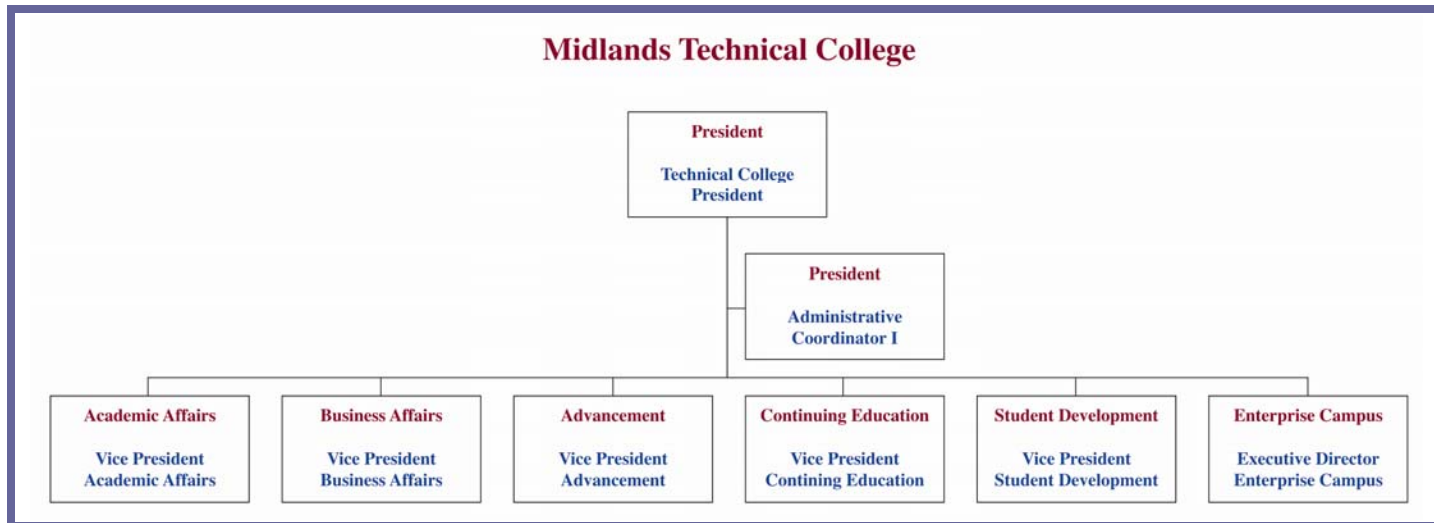 Midlands Technical College
President
Technical College
President
President
Administrative
Coordinator I
Academic Affairs
Vice President
Academic Affairs
Business Affairs
Vice President
Business Affairs
Advancement
Vice President
Advancement
Continuing Education
Vice President
Contining Education
Student Development
Vice President
Student Development
Enterprise Campus
Executive Director
Enterprise Campus